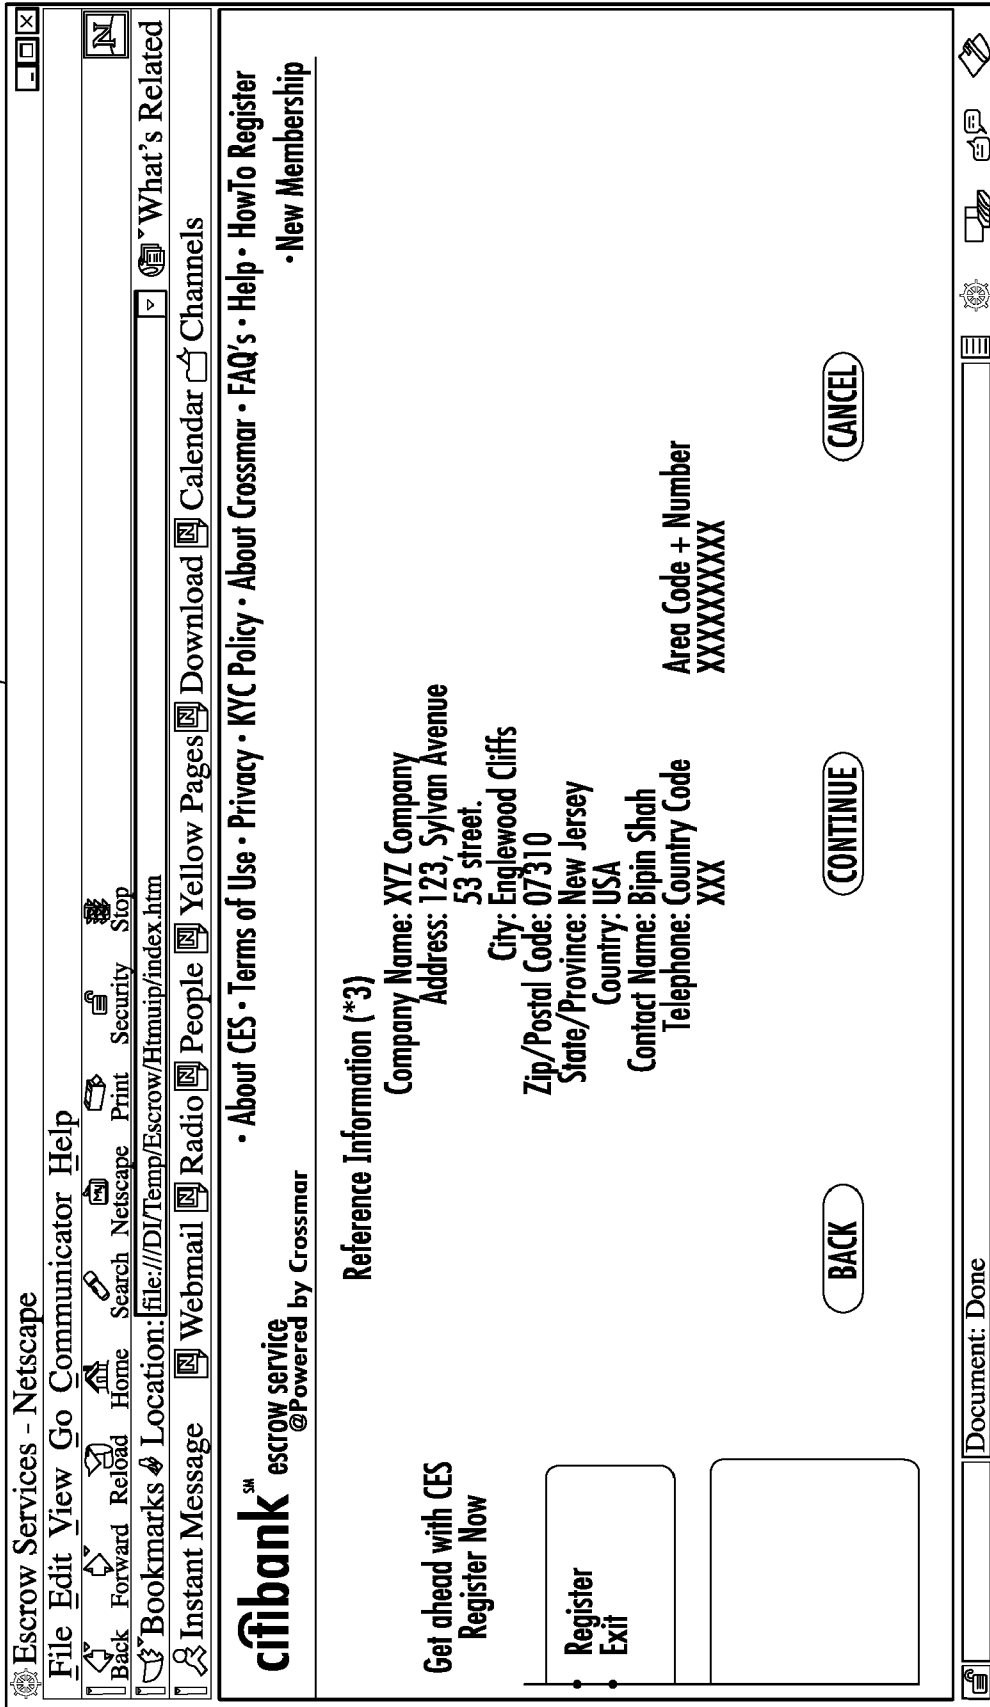 Escrow Services - Netscape
File Edit View Go Communicator Help
Back Forward Reload Home Search Netscape Print Security Stop
N
Bookmarks Location: file:///DI/Temp/Escrow/Htmuip/index.htm What's Related
Instant Message Webmail Radio People Yellow Pages Download Calendar Channels
citibank℠ escrow service
@Powered by Crossmar
• About CES • Terms of Use • Privacy • KYC Policy • About Crossmar • FAQ's • Help • HowTo Register
• New Membership
Get ahead with CES
Register Now
Register
Exit
Reference Information (*3)
Company Name: XYZ Company
Address: 123, Sylvan Avenue
53 street.
City: Englewood Cliffs
Zip/Postal Code: 07310
State/Province: New Jersey
Country: USA
Contact Name: Bipin Shah
Telephone: Country Code Area Code + Number
XXX XXXXXXXXXX
BACK CONTINUE CANCEL
Document: Done